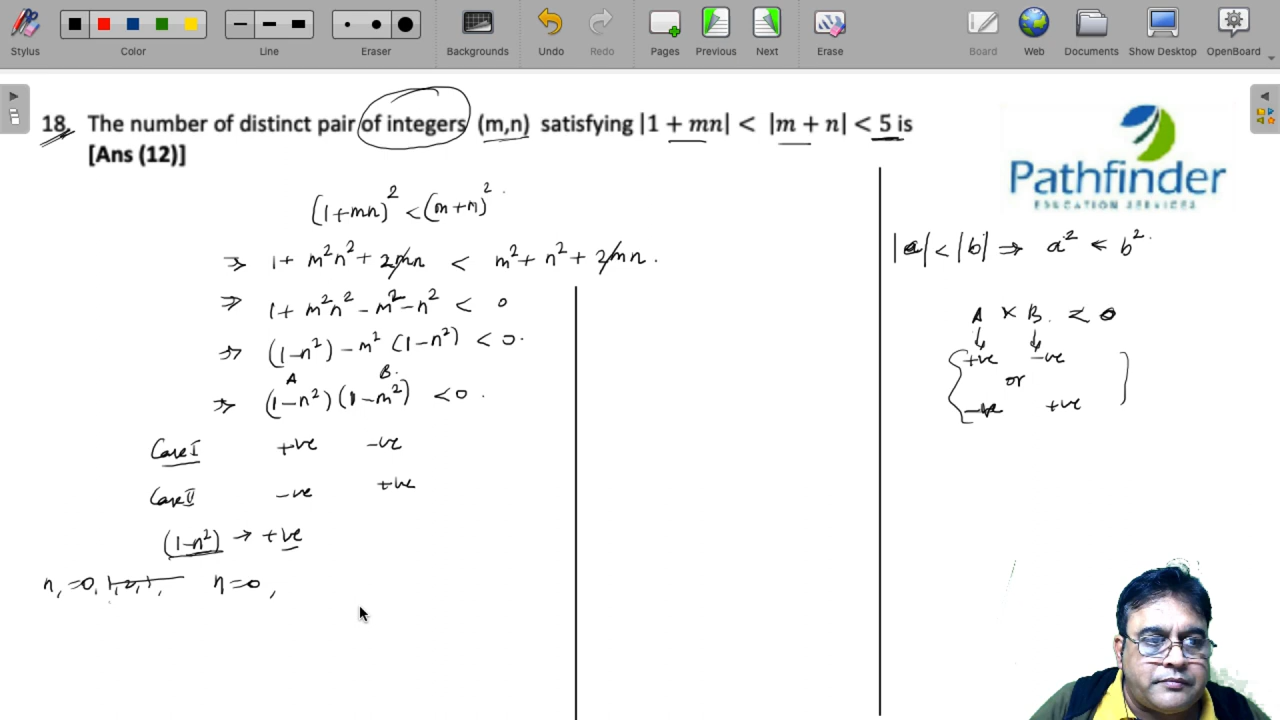 Stylus
Color
Line
Eraser
Backgrounds
Undo
Redo
Pages
Previous
Next
Erase
Board
Web
Documents
Show Desktop
OpenBoard
18. The number of distinct pair of integers (m,n) satisfying |1 + mn| < |m + n| < 5 is
[Ans (12)]
Pathfinder
EDUCATION SERVICES
(1+mn)² < (m+n)²
⇒ 1 + m²n² + 2mn < m² + n² + 2mn.
⇒ 1 + m²n² - m² - n² < 0
⇒ (1-n²) - m² (1-n²) < 0.
A B.
⇒ (1-n²)(1-m²) < 0.
Case I +ve -ve
Case II -ve +ve
(1-n²) → +ve
n, =0, n=0,
|a| < |b| ⇒ a² < b².
A × B. < 0
+ve -ve
or
-ve +ve